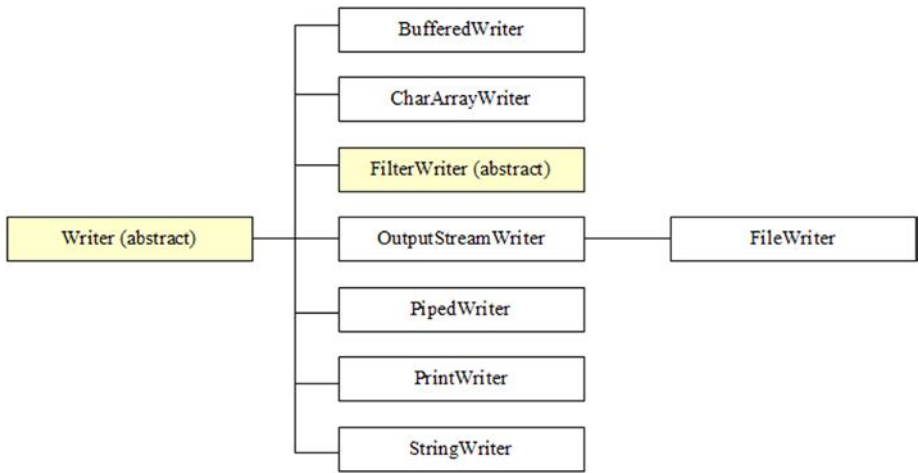 BufferedWriter
CharArrayWriter
FilterWriter (abstract)
Writer (abstract)
OutputStreamWriter
FileWriter
PipedWriter
PrintWriter
StringWriter